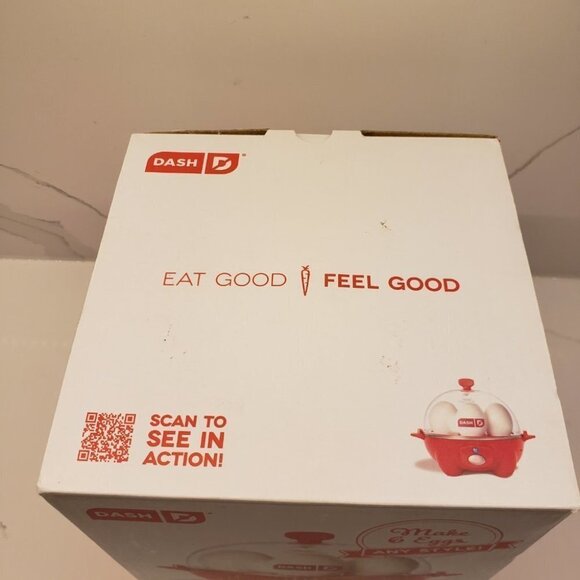 DASH
EAT GOOD FEEL GOOD
SCAN TO
SEE IN
ACTION!
DASH
DASH
Make
6 Eggs
ANY STYLE!